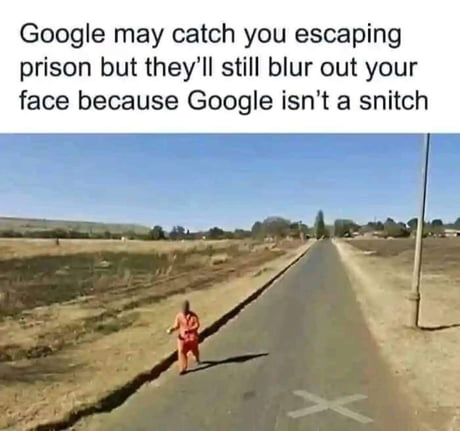 Google may catch you escaping
prison but they'll still blur out your
face because Google isn't a snitch